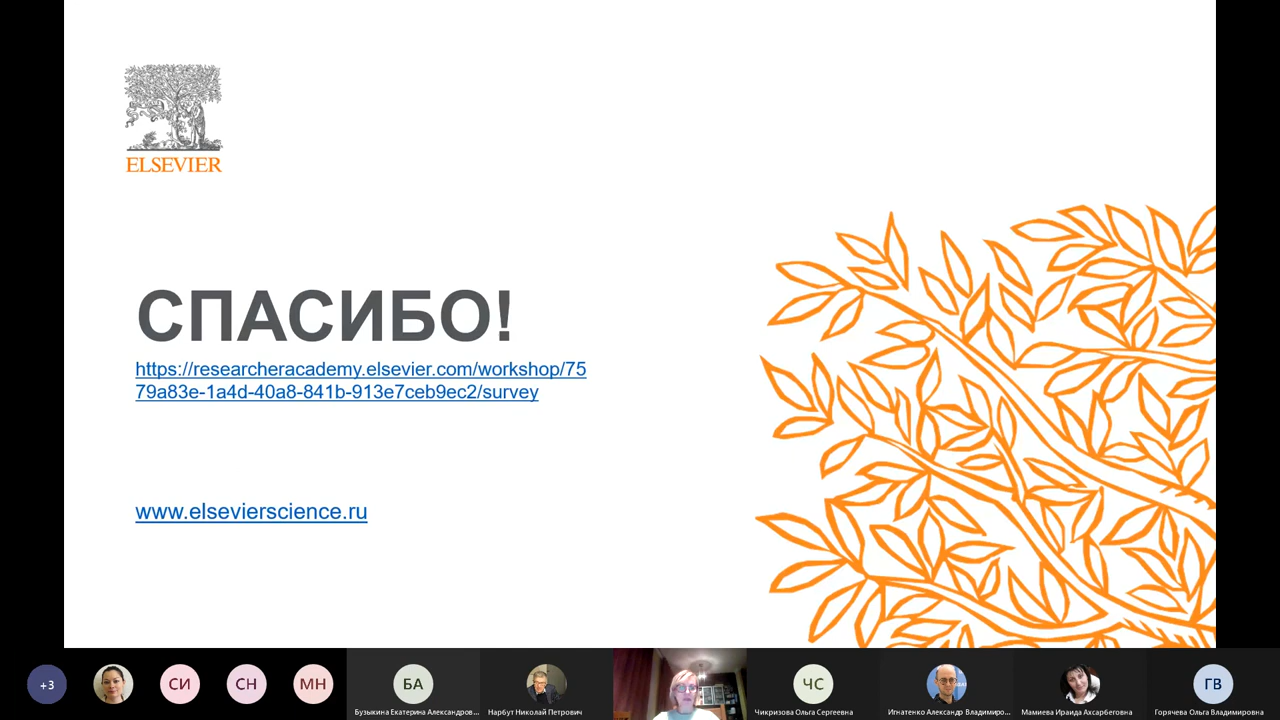 ELSEVIER
СПАСИБО!
https://researcheracademy.elsevier.com/workshop/75
79a83e-1a4d-40a8-841b-913e7ceb9ec2/survey
www.elsevierscience.ru
+3
СИ
СН
МН
БА
ЧС
ГВ
Бузыкина Екатерина Александров...
Нарбут Николай Петрович
Чикризова Ольга Сергеевна
Игнатенко Александр Владимиро...
Мамиева Ираида Ахсарбеговна
Горячева Ольга Владимировна